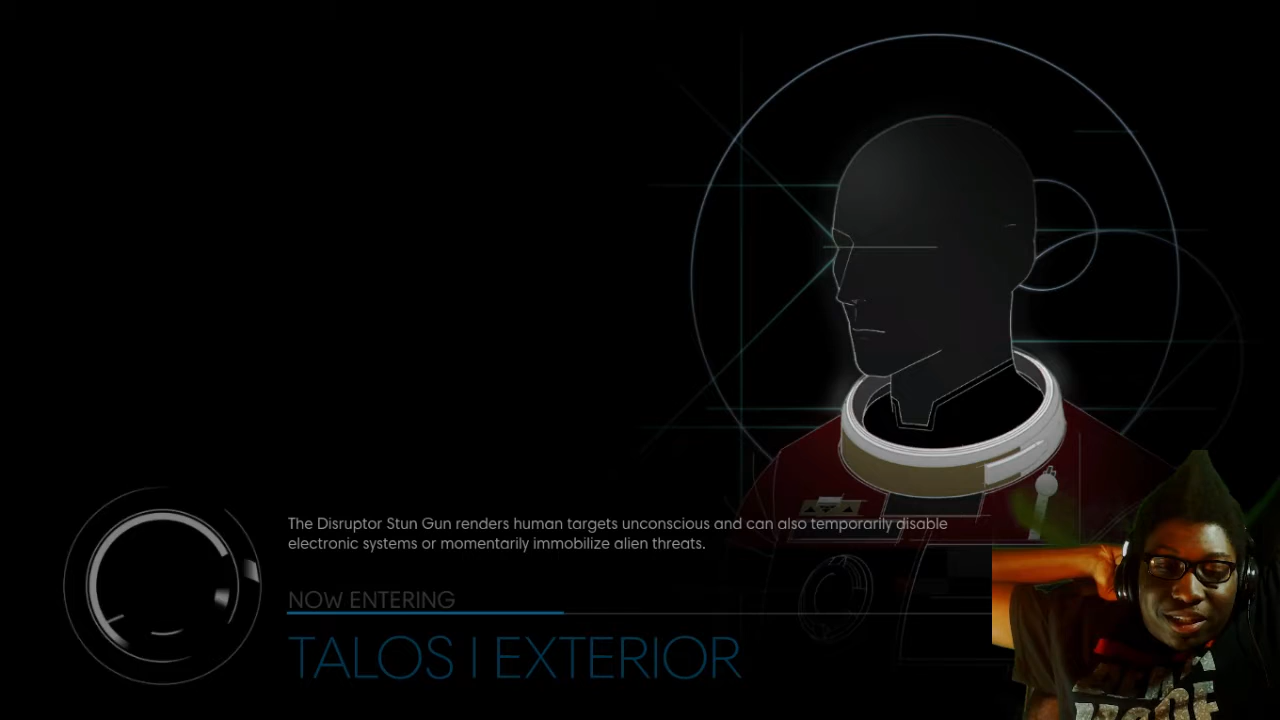 The Disruptor Stun Gun renders human targets unconscious and can also temporarily disable
electronic systems or momentarily immobilize alien threats.
NOW ENTERING
TALOS I EXTERIOR